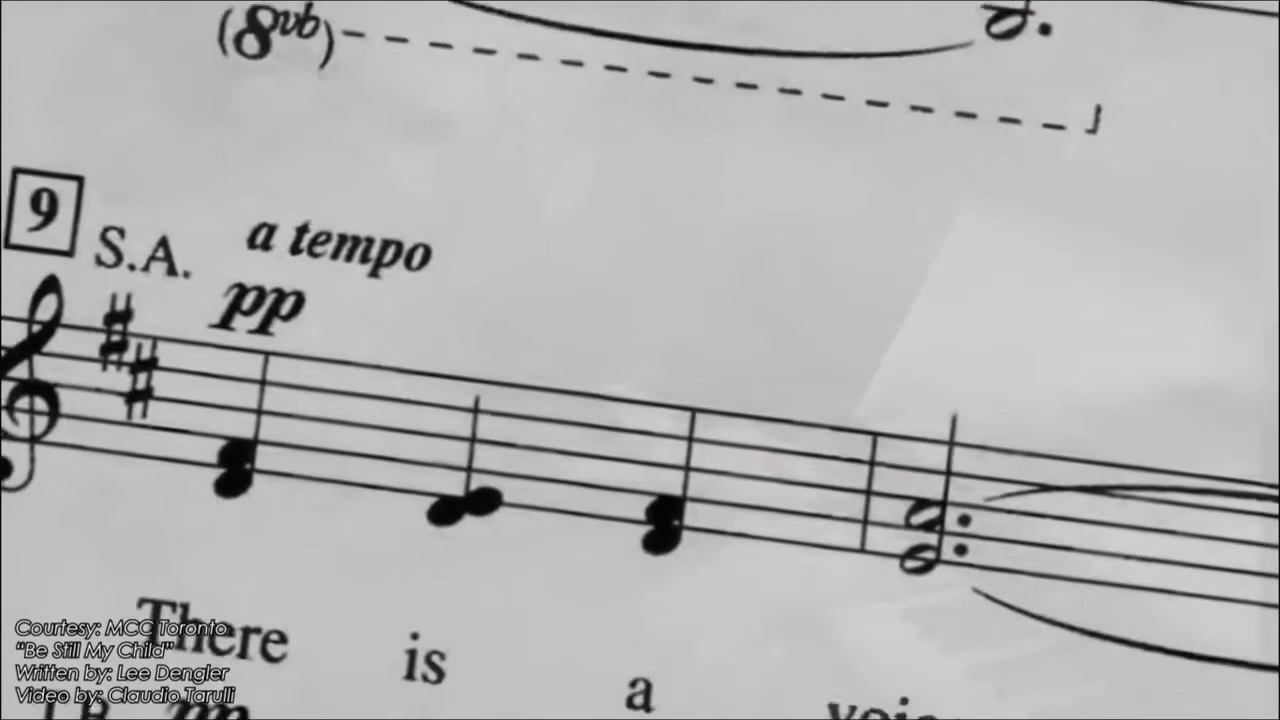 (8vb)
9
S.A.
a tempo
pp
There is a
Courtesy: MCC Toronto
"Be Still My Child"
Written by: Lee Dengler
Video by: Claudio Tarulli